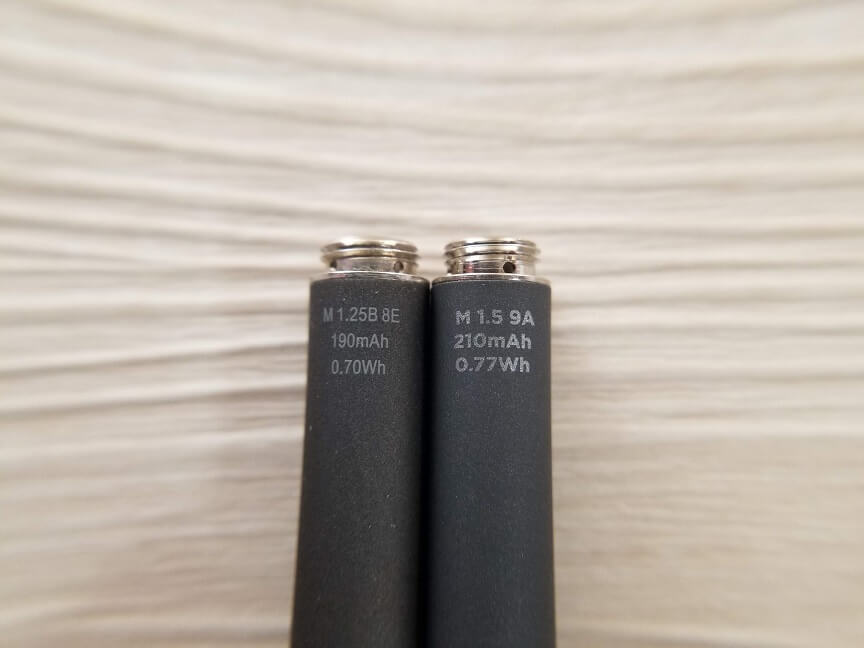 M 1.25B 8E
190mAh
0.70Wh
M 1.5 9A
210mAh
0.77Wh